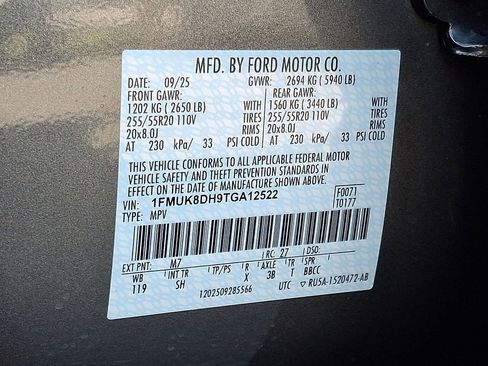 MFD. BY FORD MOTOR CO.
DATE: 09/25 GVWR: 2694 KG ( 5940 LB)
FRONT GAWR: REAR GAWR:
1202 KG ( 2650 LB) WITH 1560 KG ( 3440 LB) WITH
255/55R20 110V TIRES 255/55R20 110V TIRES
20x8.0J RIMS 20x8.0J RIMS
AT 230 kPa/ 33 PSI COLD AT 230 kPa/ 33 PSI COLD
THIS VEHICLE CONFORMS TO ALL APPLICABLE FEDERAL MOTOR
VEHICLE SAFETY AND THEFT PREVENTION STANDARDS IN
EFFECT ON THE DATE OF MANUFACTURE SHOWN ABOVE.
VIN: 1FMUK8DH9TGA12522 F0071
TYPE: MPV T0177
EXT PNT: M7 RC: 27 DSO:
WB INT TR TP/PS R AXLE TR SPR
119 SH X 3B T BBCC
1202509285566 UTC RU5A-1520472-AB